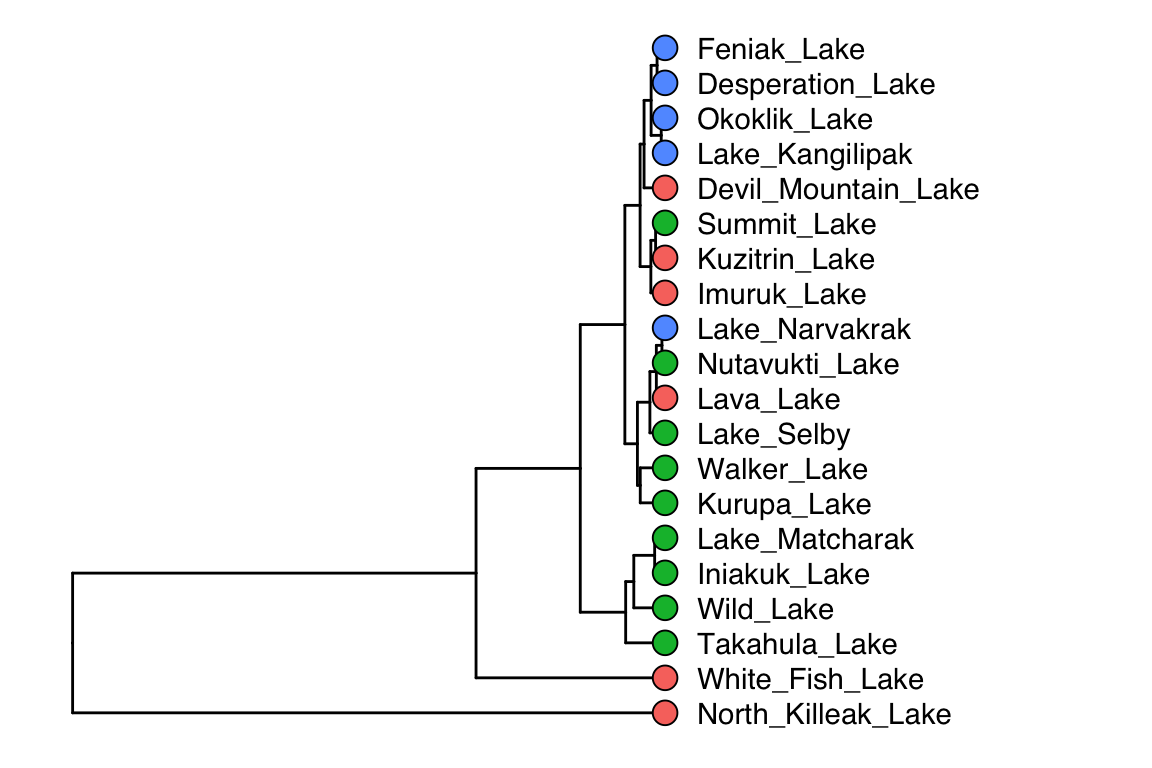 Feniak_Lake
Desperation_Lake
Okoklik_Lake
Lake_Kangilipak
Devil_Mountain_Lake
Summit_Lake
Kuzitrin_Lake
Imuruk_Lake
Lake_Narvakrak
Nutavukti_Lake
Lava_Lake
Lake_Selby
Walker_Lake
Kurupa_Lake
Lake_Matcharak
Iniakuk_Lake
Wild_Lake
Takahula_Lake
White_Fish_Lake
North_Killeak_Lake